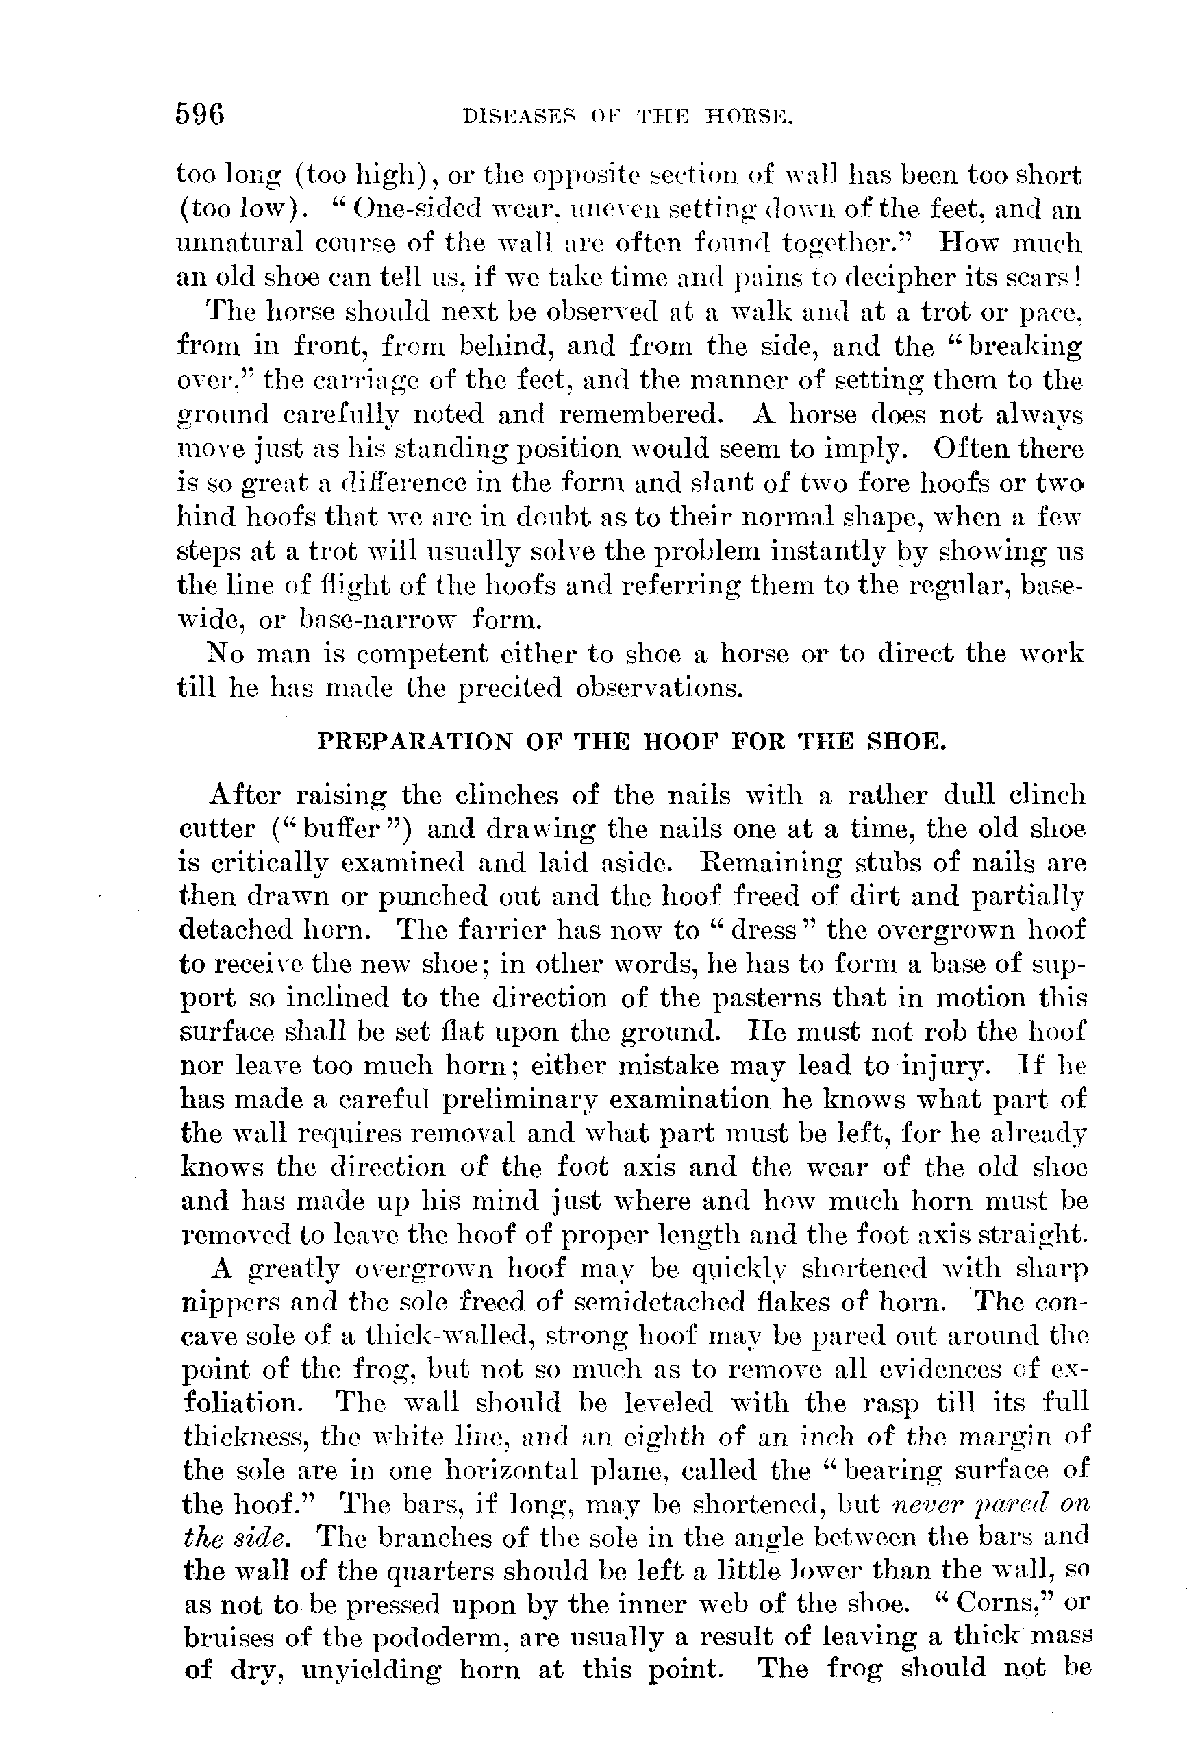 596 DISEASES OF THE HORSE.
too long (too high), or the opposite section of wall has been too short
(too low). "One-sided wear, uneven setting down of the feet, and an
unnatural course of the wall are often found together." How much
an old shoe can tell us, if we take time and pains to decipher its scars!
The horse should next be observed at a walk and at a trot or pace,
from in front, from behind, and from the side, and the "breaking
over," the carriage of the feet, and the manner of setting them to the
ground carefully noted and remembered. A horse does not always
move just as his standing position would seem to imply. Often there
is so great a difference in the form and slant of two fore hoofs or two
hind hoofs that we are in doubt as to their normal shape, when a few
steps at a trot will usually solve the problem instantly by showing us
the line of flight of the hoofs and referring them to the regular, base-
wide, or base-narrow form.
No man is competent either to shoe a horse or to direct the work
till he has made the precited observations.
PREPARATION OF THE HOOF FOR THE SHOE.
After raising the clinches of the nails with a rather dull clinch
cutter ("buffer") and drawing the nails one at a time, the old shoe
is critically examined and laid aside. Remaining stubs of nails are
then drawn or punched out and the hoof freed of dirt and partially
detached horn. The farrier has now to "dress" the overgrown hoof
to receive the new shoe; in other words, he has to form a base of sup-
port so inclined to the direction of the pasterns that in motion this
surface shall be set flat upon the ground. He must not rob the hoof
nor leave too much horn; either mistake may lead to injury. If he
has made a careful preliminary examination he knows what part of
the wall requires removal and what part must be left, for he already
knows the direction of the foot axis and the wear of the old shoe
and has made up his mind just where and how much horn must be
removed to leave the hoof of proper length and the foot axis straight.
A greatly overgrown hoof may be quickly shortened with sharp
nippers and the sole freed of semidetached flakes of horn. The con-
cave sole of a thick-walled, strong hoof may be pared out around the
point of the frog, but not so much as to remove all evidences of ex-
foliation. The wall should be leveled with the rasp till its full
thickness, the white line, and an eighth of an inch of the margin of
the sole are in one horizontal plane, called the "bearing surface of
the hoof." The bars, if long, may be shortened, but never pared on
the side. The branches of the sole in the angle between the bars and
the wall of the quarters should be left a little lower than the wall, so
as not to be pressed upon by the inner web of the shoe. "Corns," or
bruises of the pododerm, are usually a result of leaving a thick mass
of dry, unyielding horn at this point. The frog should not be